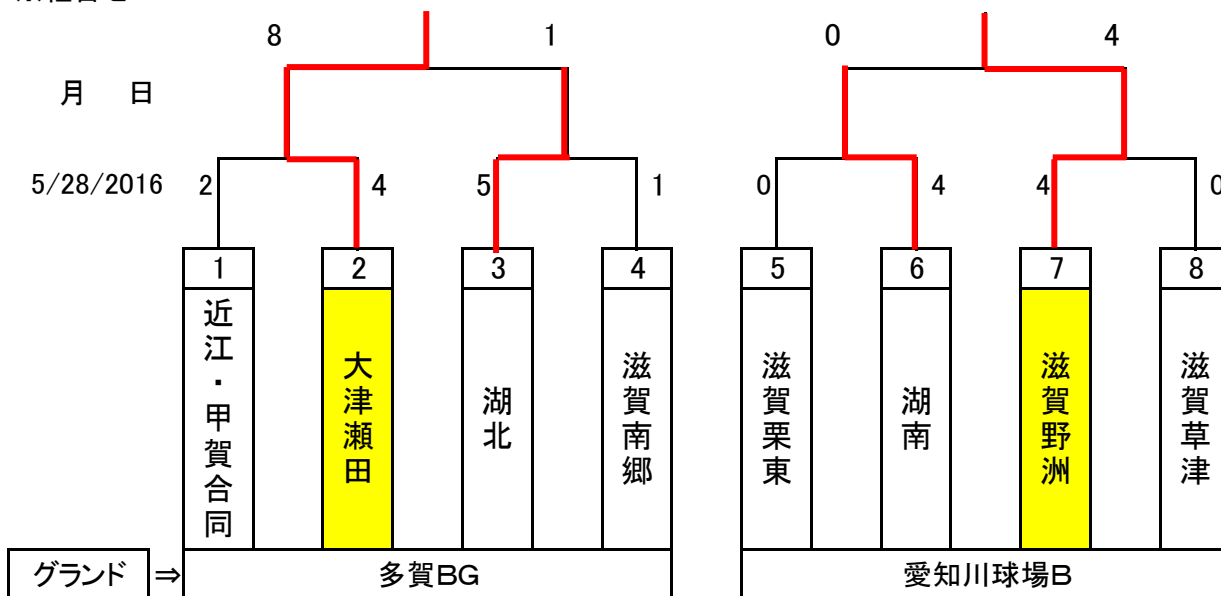 8 1 0 4
月 日
5/28/2016 2 4 5 1 0 4 4 0
1 2 3 4 5 6 7 8
近江・甲賀合同
大津瀬田
湖北
滋賀南郷
滋賀栗東
湖南
滋賀野洲
滋賀草津
グランド ⇒ 多賀BG 愛知川球場B